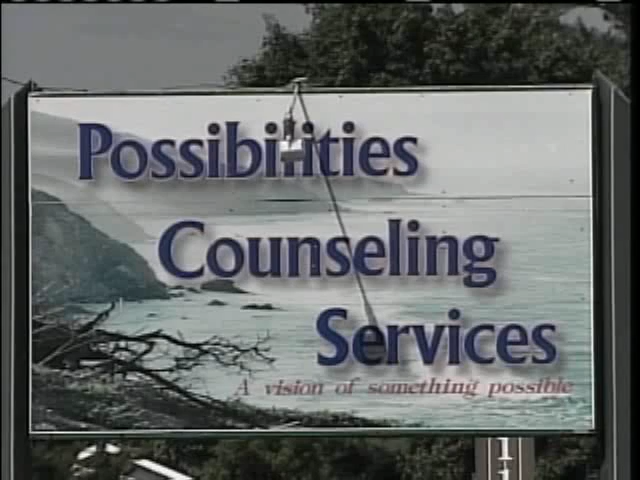 Possibilities
Counseling
Services
A vision of something possible